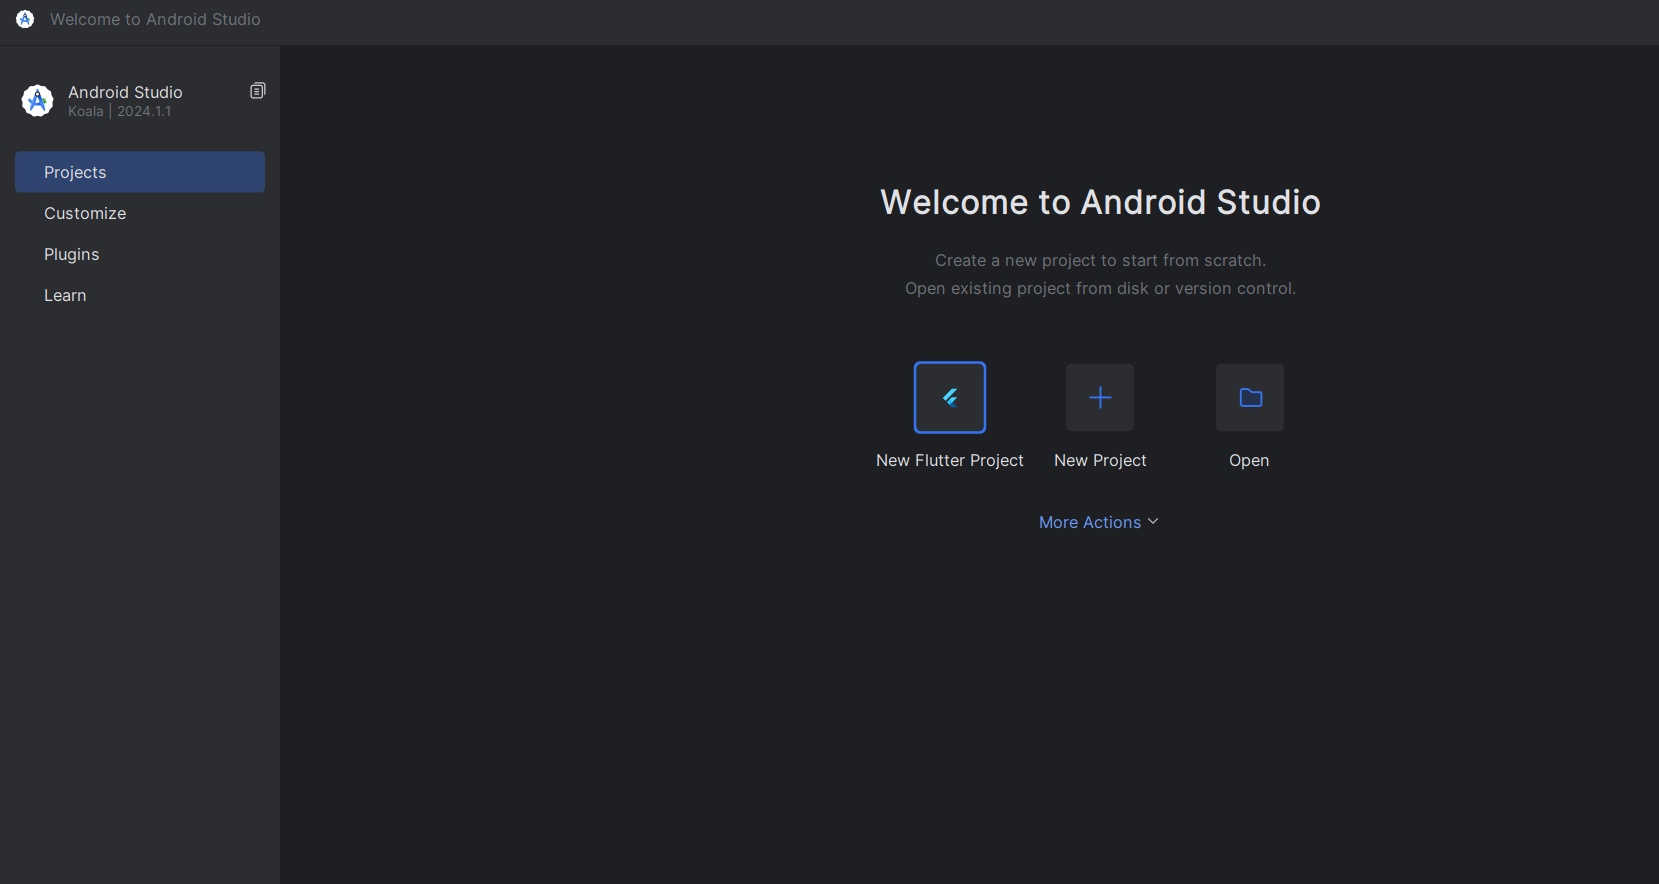 Welcome to Android Studio
Android Studio
Koala | 2024.1.1
Projects
Customize
Plugins
Learn
Welcome to Android Studio
Create a new project to start from scratch.
Open existing project from disk or version control.
New Flutter Project
New Project
Open
More Actions